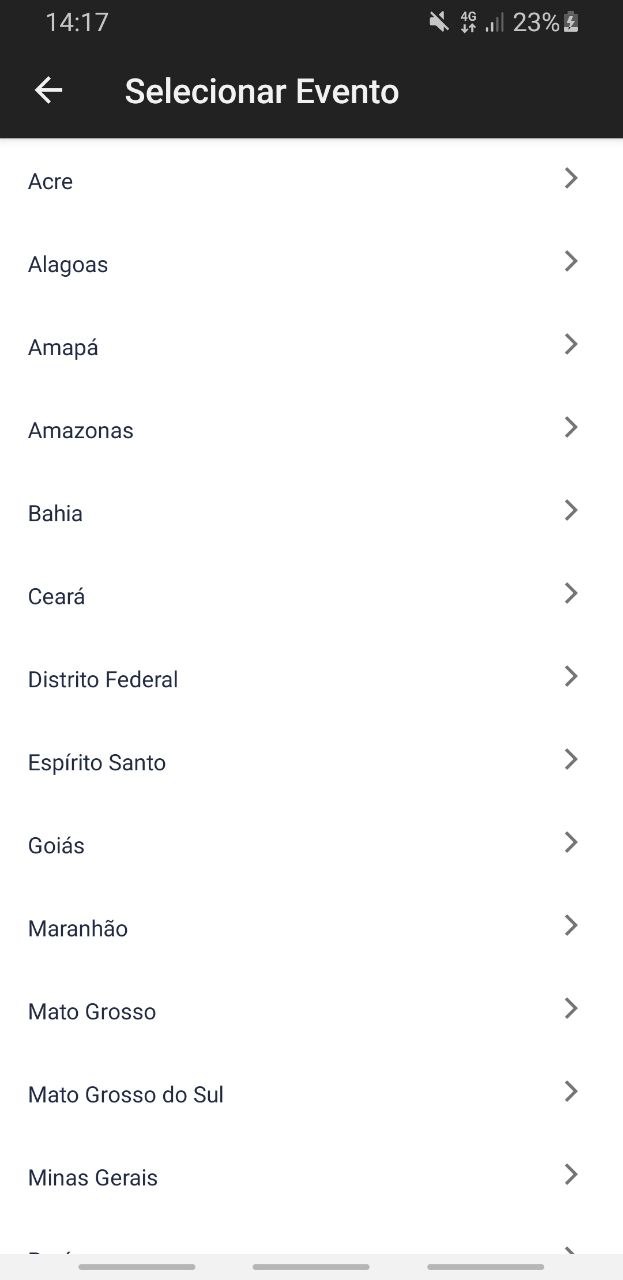 14:17 4G 23%
Selecionar Evento
Acre
Alagoas
Amapá
Amazonas
Bahia
Ceará
Distrito Federal
Espírito Santo
Goiás
Maranhão
Mato Grosso
Mato Grosso do Sul
Minas Gerais